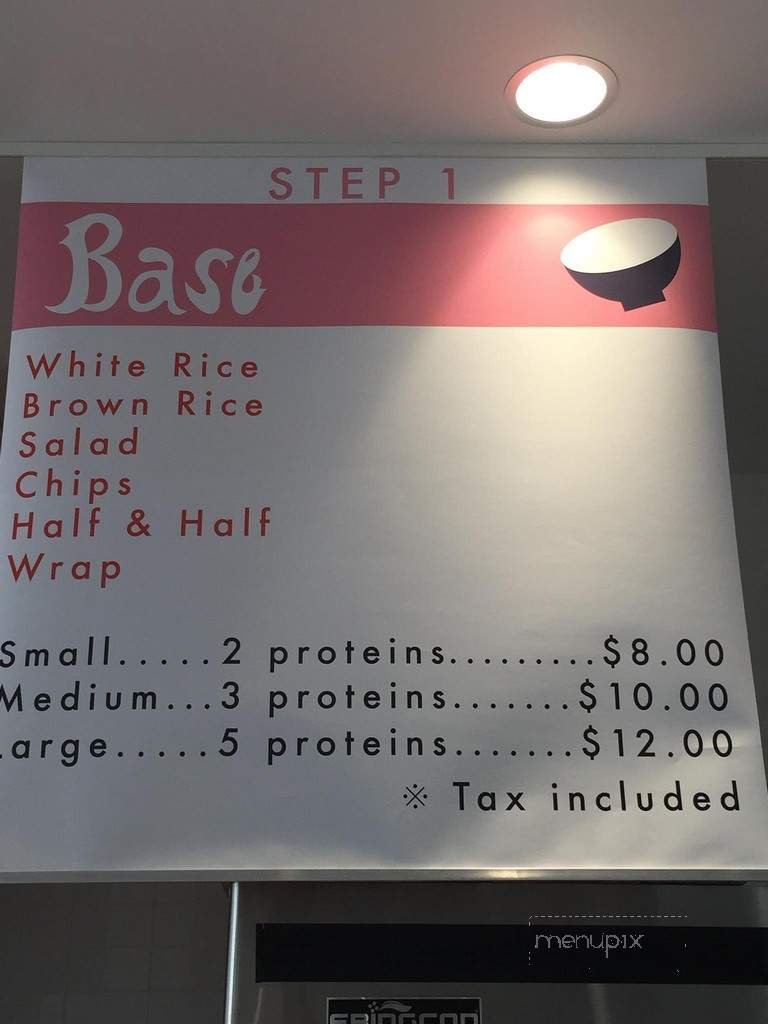 STEP 1
Base
White Rice
Brown Rice
Salad
Chips
Half & Half
Wrap
Small.....2 proteins.........$8.00
Medium...3 proteins.......$10.00
Large.....5 proteins.......$12.00
※ Tax included
menupix